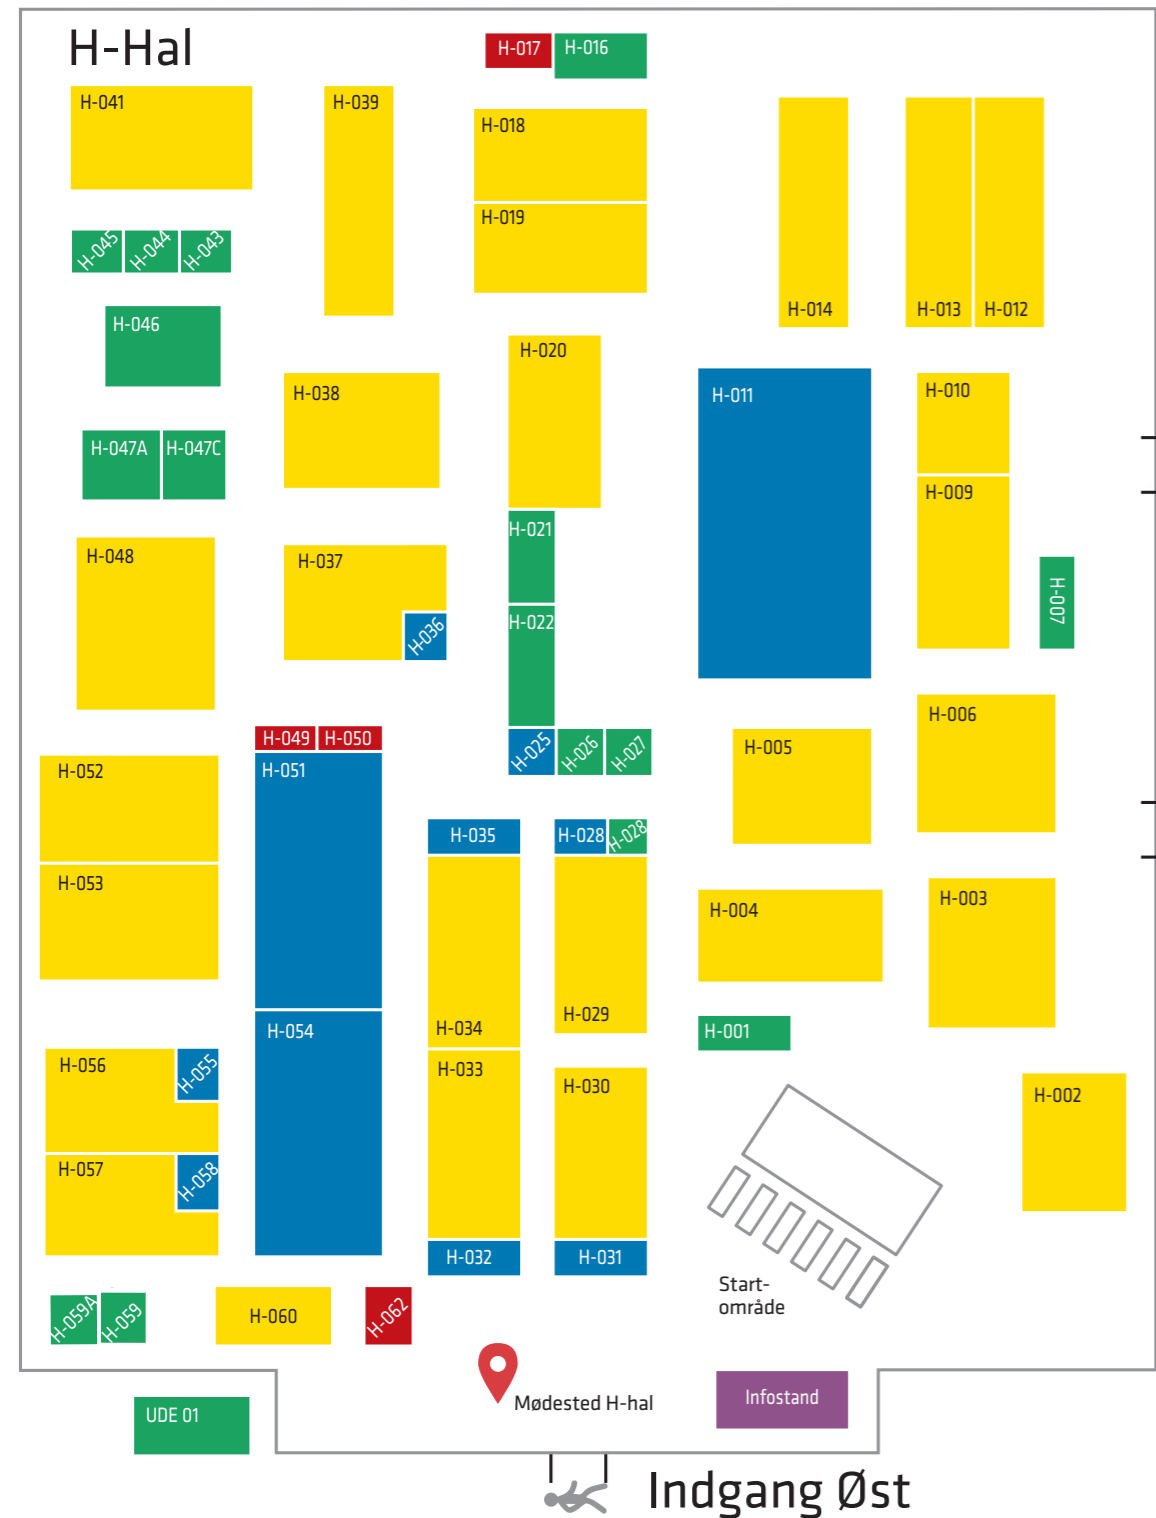 H-Hal
H-017
H-016
H-041
H-039
H-018
H-019
H-014
H-013
H-012
H-045
H-044
H-043
H-046
H-020
H-038
H-011
H-010
H-047A
H-047C
H-009
H-021
H-048
H-037
H-007
H-022
H-036
H-006
H-049
H-050
H-025
H-026
H-027
H-005
H-052
H-051
H-035
H-028
H-028
H-053
H-004
H-003
H-029
H-034
H-054
H-001
H-056
H-055
H-033
H-030
H-002
H-057
H-058
H-032
H-031
Start-
område
H-059A
H-059
H-060
H-062
Mødested H-hal
Infostand
UDE 01
Indgang Øst